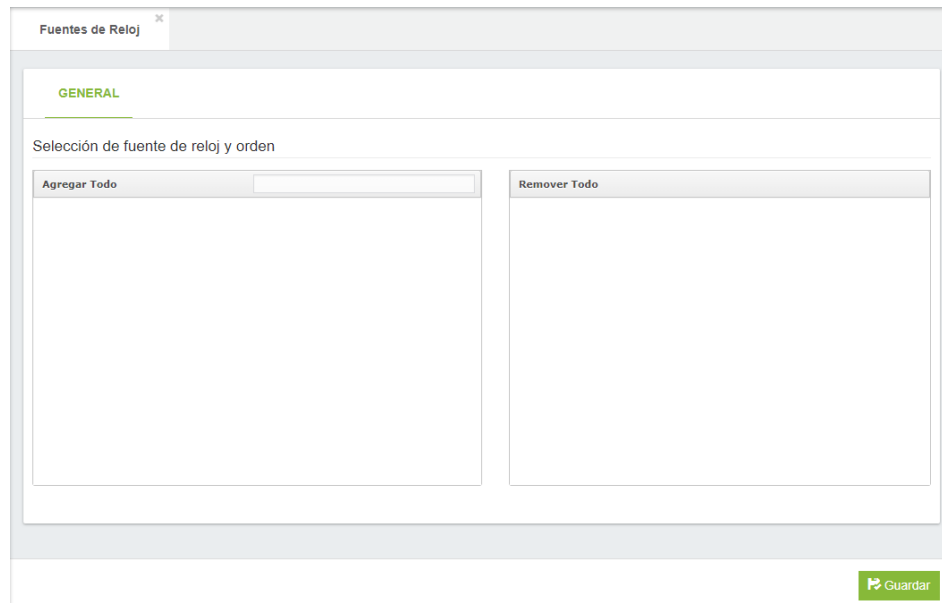 Fuentes de Reloj
GENERAL
Selección de fuente de reloj y orden
Agregar Todo
Remover Todo
Guardar